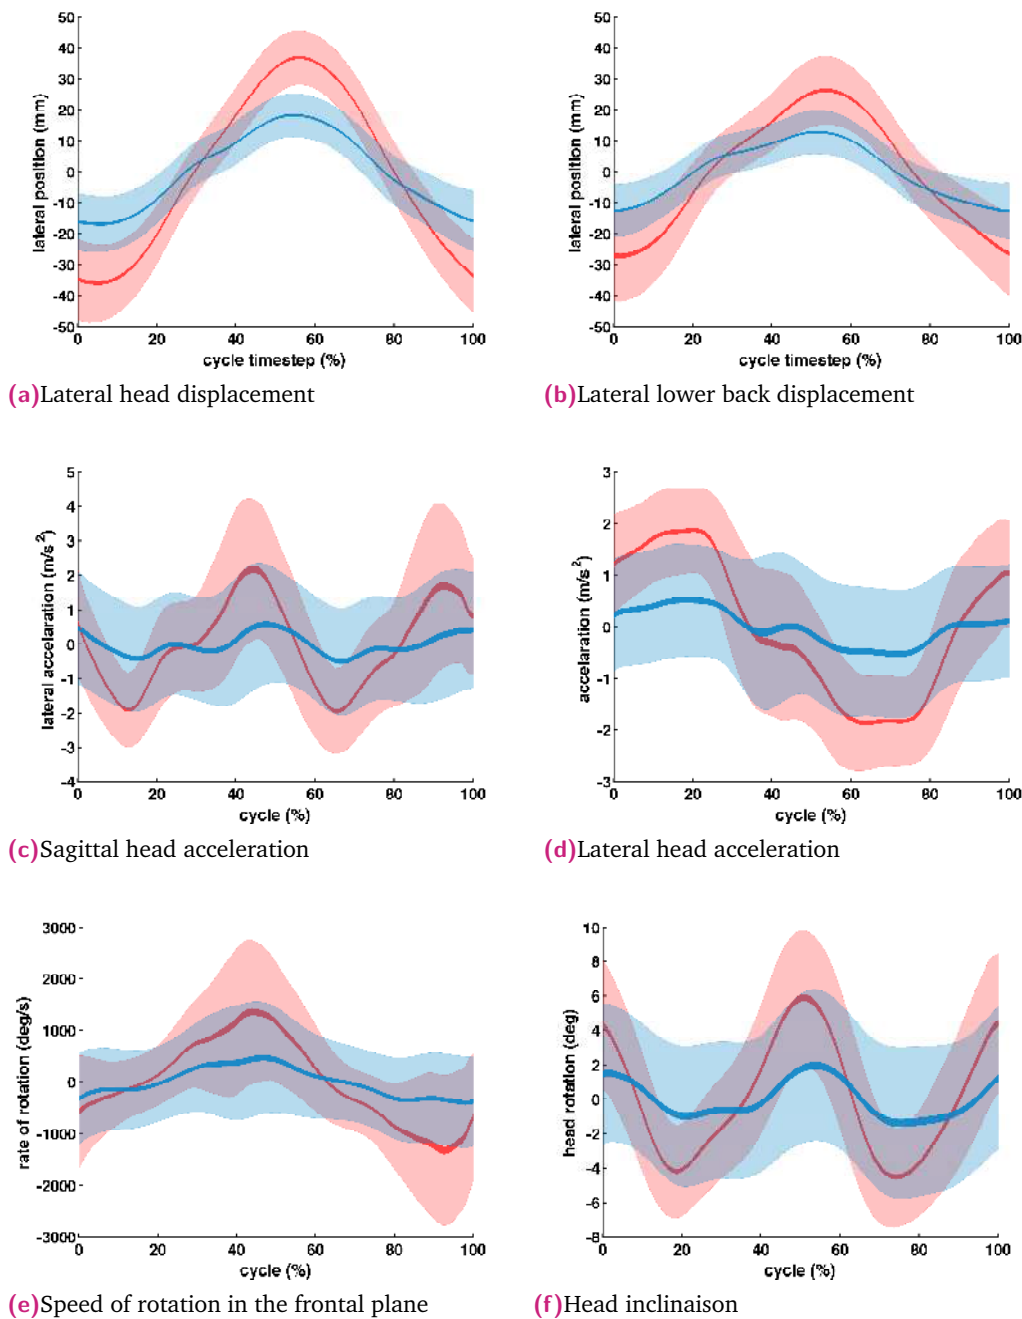 50
40
30
20
10
0
-10
-20
-30
-40
-50
lateral position (mm)
0 20 40 60 80 100
cycle timestep (%)
(a)Lateral head displacement
50
40
30
20
10
0
-10
-20
-30
-40
-50
lateral position (mm)
0 20 40 60 80 100
cycle timestep (%)
(b)Lateral lower back displacement
5
4
3
2
1
0
-1
-2
-3
-4
lateral accelaration (m/s²)
0 20 40 60 80 100
cycle (%)
(c)Sagittal head acceleration
3
2
1
0
-1
-2
-3
accelaration (m/s²)
0 20 40 60 80 100
cycle (%)
(d)Lateral head acceleration
3000
2000
1000
0
-1000
-2000
-3000
rate of rotation (deg/s)
0 20 40 60 80 100
cycle (%)
(e)Speed of rotation in the frontal plane
10
8
6
4
2
0
-2
-4
-6
-8
head rotation (deg)
0 20 40 60 80 100
cycle (%)
(f)Head inclinaison